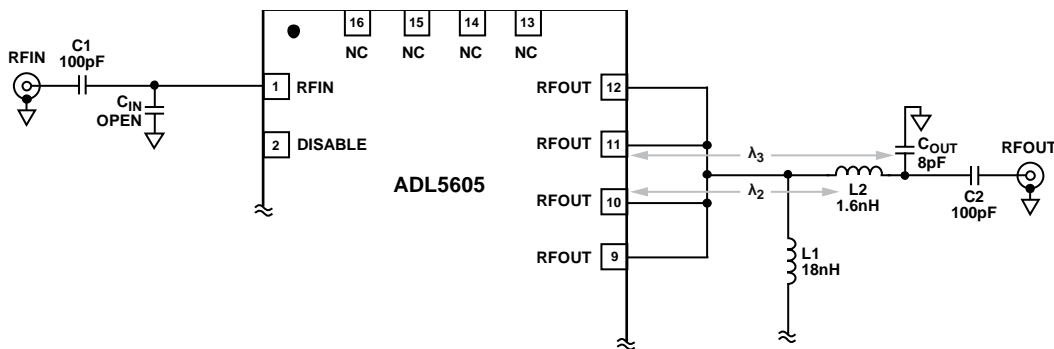 16
15
14
13
NC
NC
NC
NC
RFIN
C1
100pF
CIN
OPEN
1
RFIN
2
DISABLE
ADL5605
RFOUT
12
RFOUT
11
RFOUT
10
RFOUT
9
λ3
λ2
L2
1.6nH
L1
18nH
COUT
8pF
C2
100pF
RFOUT